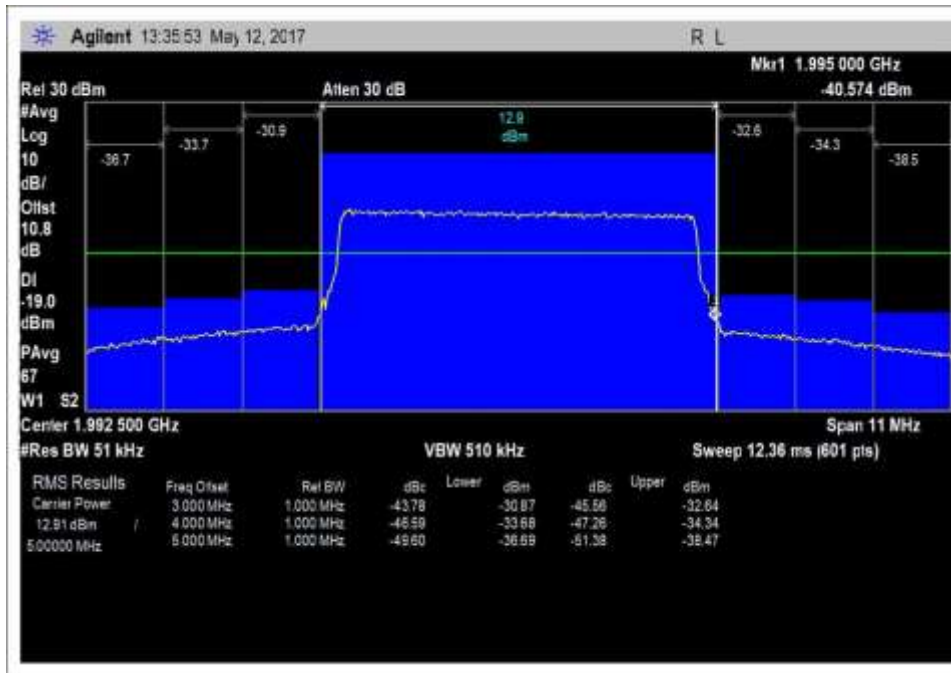 Agilent 13:35:53 May 12, 2017 R L
Mkr1 1.995 000 GHz
Ref 30 dBm Atten 30 dB -40.574 dBm
#Avg
Log
10
dB/
Offst
10.8
dB
DI
-19.0
dBm
PAvg
67
W1 S2
-36.7 -33.7 -30.9 12.9 dBm -32.6 -34.3 -38.5
Center 1.992 500 GHz Span 11 MHz
#Res BW 51 kHz VBW 510 kHz Sweep 12.36 ms (601 pts)
RMS Results Freq Offset Ref BW dBc Lower dBm dBc Upper dBm
Carrier Power 3.000 MHz 1.000 MHz -43.78 -30.87 -45.56 -32.64
12.91 dBm / 4.000 MHz 1.000 MHz -46.59 -33.68 -47.26 -34.34
5.00000 MHz 5.000 MHz 1.000 MHz -49.60 -36.69 -51.38 -38.47